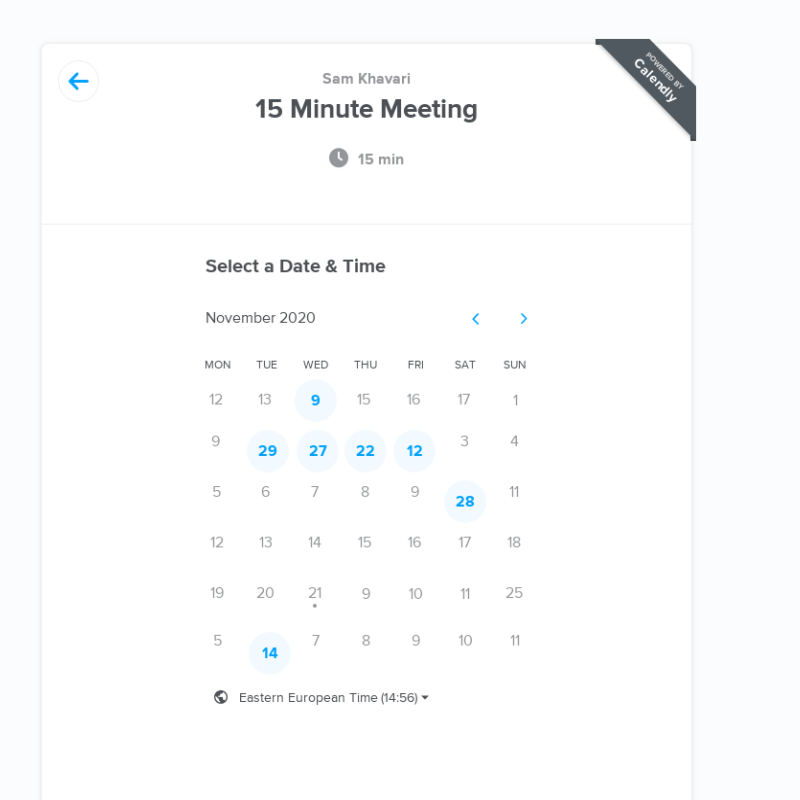 POWERED BY
Calendly
Sam Khavari
15 Minute Meeting
15 min
Select a Date & Time
November 2020
MON TUE WED THU FRI SAT SUN
12 13 9 15 16 17 1
9 29 27 22 12 3 4
5 6 7 8 9 28 11
12 13 14 15 16 17 18
19 20 21 9 10 11 25
5 14 7 8 9 10 11
Eastern European Time (14:56)